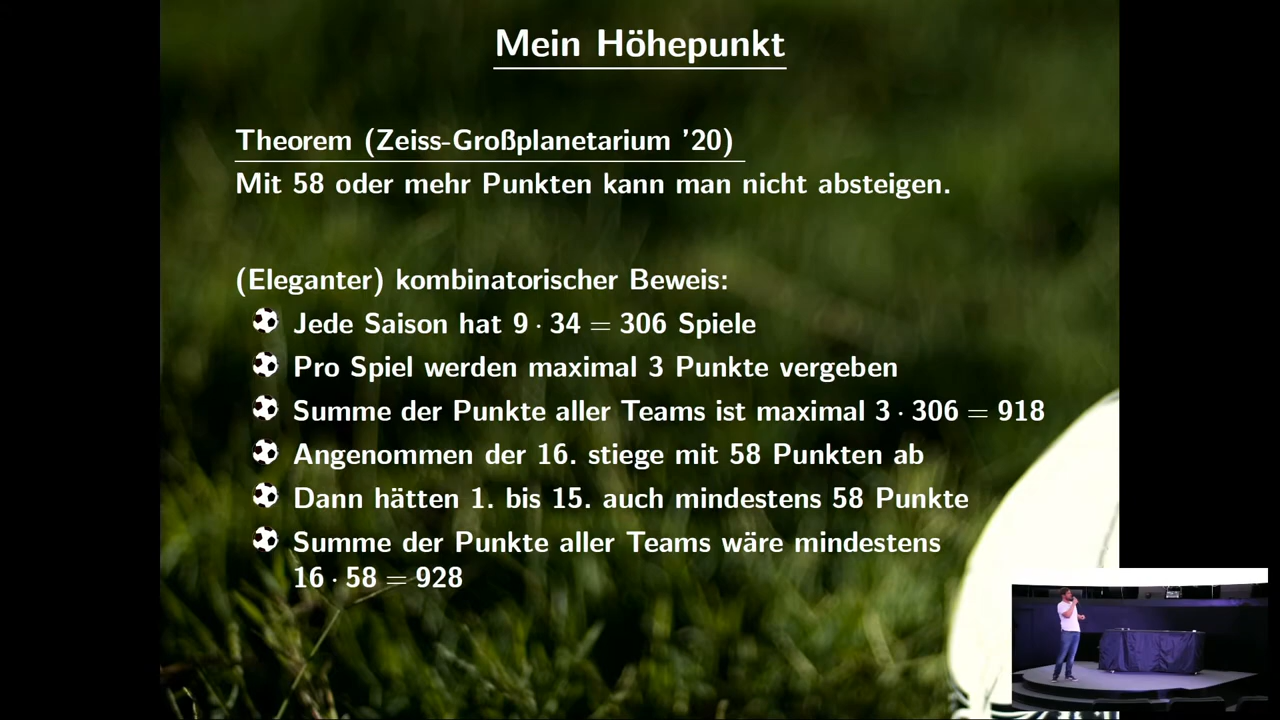 Mein Höhepunkt
Theorem (Zeiss-Großplanetarium ’20)
Mit 58 oder mehr Punkten kann man nicht absteigen.
(Eleganter) kombinatorischer Beweis:
Jede Saison hat 9 · 34 = 306 Spiele
Pro Spiel werden maximal 3 Punkte vergeben
Summe der Punkte aller Teams ist maximal 3 · 306 = 918
Angenommen der 16. stiege mit 58 Punkten ab
Dann hätten 1. bis 15. auch mindestens 58 Punkte
Summe der Punkte aller Teams wäre mindestens
16 · 58 = 928